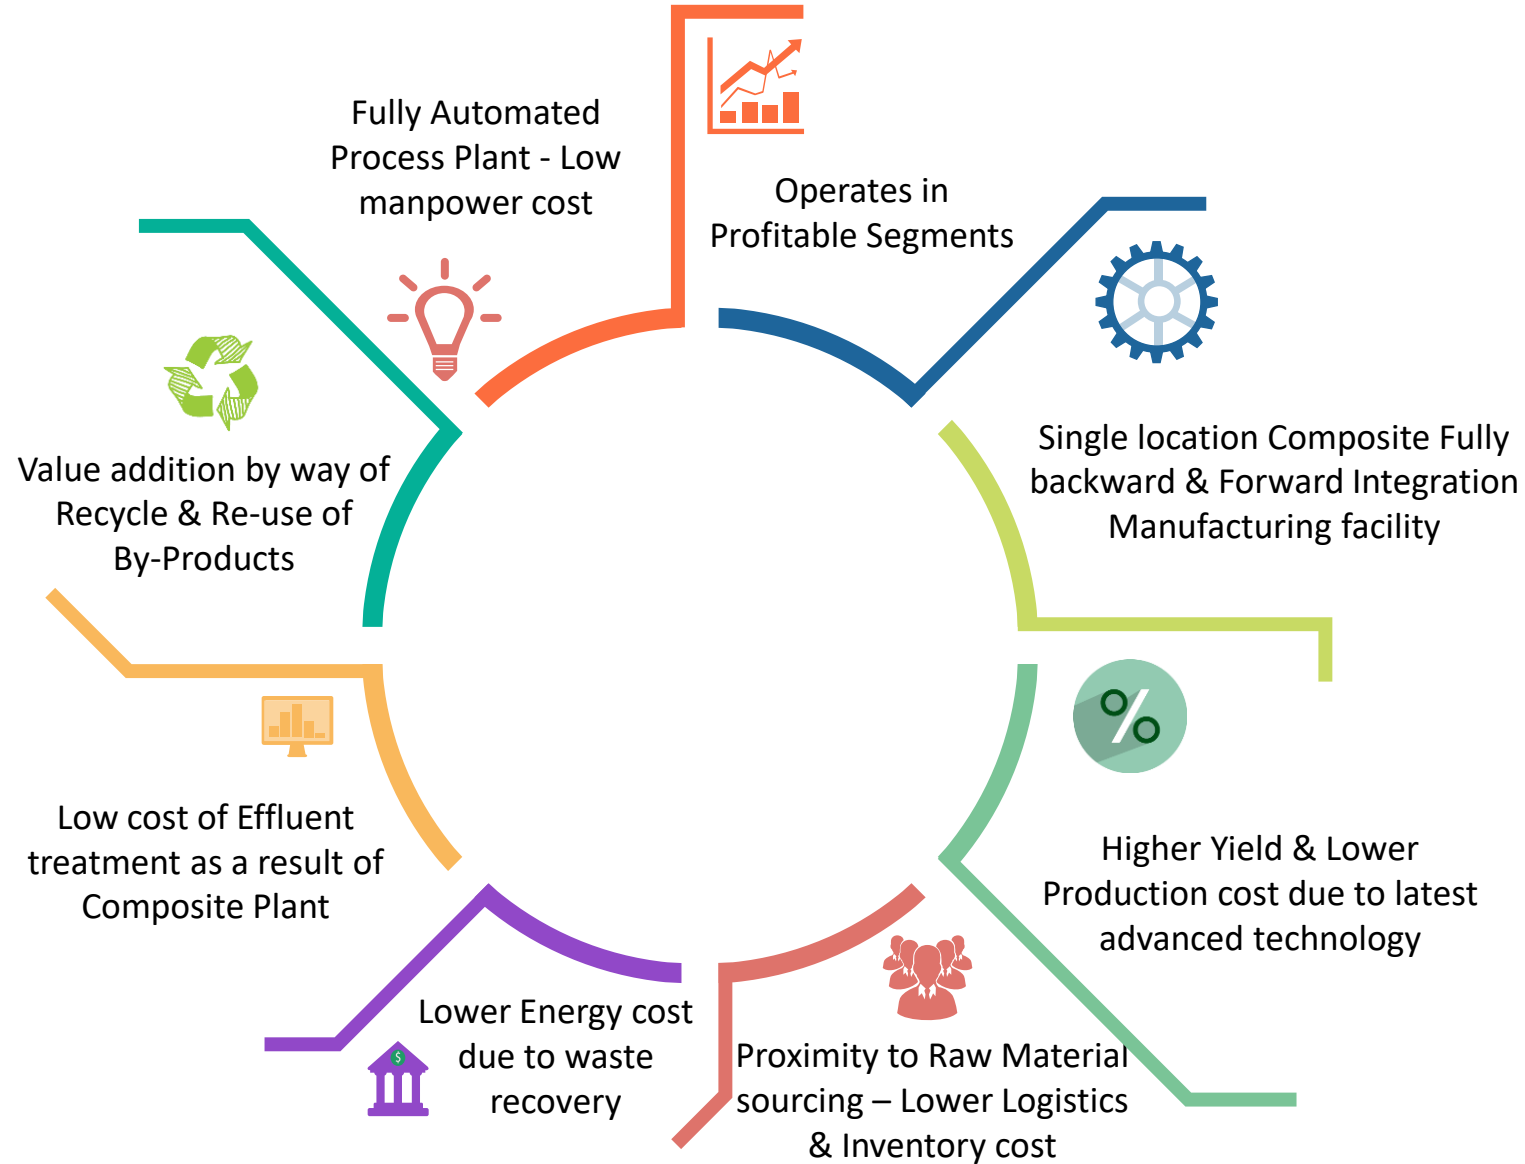 Fully Automated
Process Plant - Low
manpower cost
Operates in
Profitable Segments
Single location Composite Fully
backward & Forward Integration
Manufacturing facility
Higher Yield & Lower
Production cost due to latest
advanced technology
Proximity to Raw Material
sourcing – Lower Logistics
& Inventory cost
Lower Energy cost
due to waste
recovery
Low cost of Effluent
treatment as a result of
Composite Plant
Value addition by way of
Recycle & Re-use of
By-Products
%
$